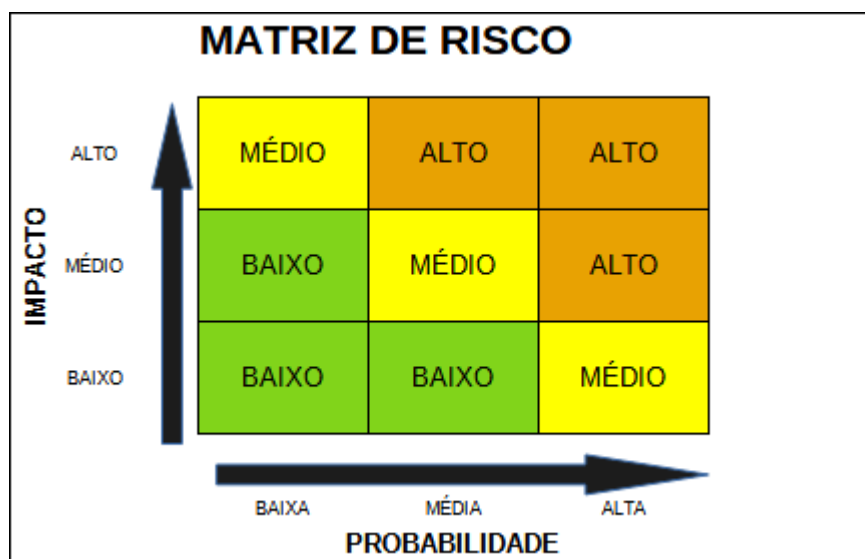 MATRIZ DE RISCO
ALTO
MÉDIO
ALTO
ALTO
IMPACTO
MÉDIO
BAIXO
MÉDIO
ALTO
BAIXO
BAIXO
BAIXO
MÉDIO
BAIXA
MÉDIA
ALTA
PROBABILIDADE